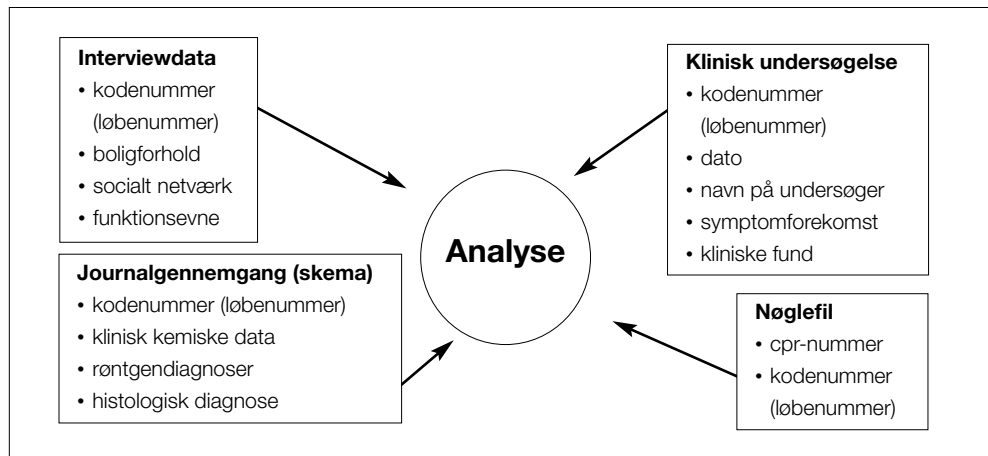 Interviewdata
• kodenummer
(løbenummer)
• boligforhold
• socialt netværk
• funktionsevne
Klinisk undersøgelse
• kodenummer
(løbenummer)
• dato
• navn på undersøger
• symptomforekomst
• kliniske fund
Analyse
Journalgennemgang (skema)
• kodenummer (løbenummer)
• klinisk kemiske data
• røntgendiagnoser
• histologisk diagnose
Nøglefil
• cpr-nummer
• kodenummer
(løbenummer)